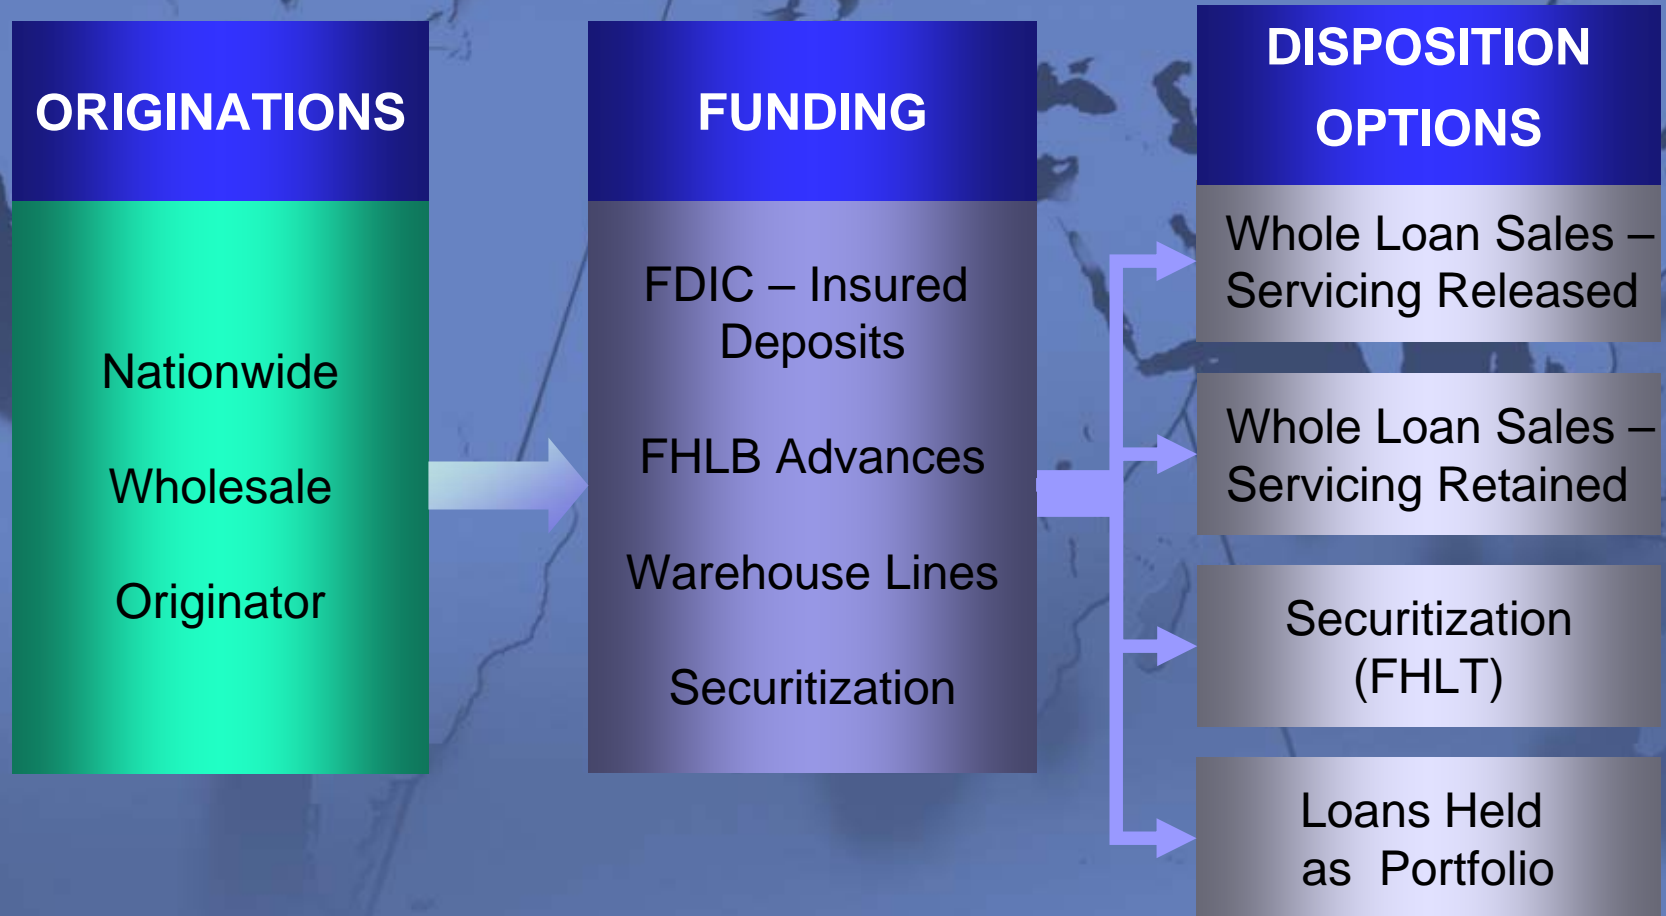 ORIGINATIONS
Nationwide
Wholesale
Originator
FUNDING
FDIC – Insured
Deposits
FHLB Advances
Warehouse Lines
Securitization
DISPOSITION
OPTIONS
Whole Loan Sales –
Servicing Released
Whole Loan Sales –
Servicing Retained
Securitization
(FHLT)
Loans Held
as Portfolio